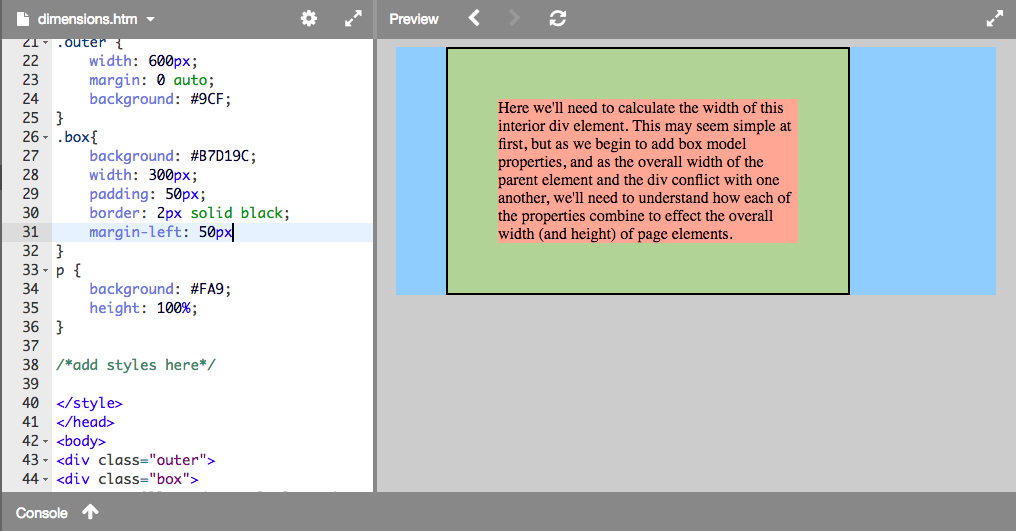 dimensions.htm
Preview
21 .outer {
22 width: 600px;
23 margin: 0 auto;
24 background: #9CF;
25 }
26 .box{
27 background: #B7D19C;
28 width: 300px;
29 padding: 50px;
30 border: 2px solid black;
31 margin-left: 50px
32 }
33 p {
34 background: #FA9;
35 height: 100%;
36 }
37
38 /*add styles here*/
39
40 </style>
41 </head>
42 <body>
43 <div class="outer">
44 <div class="box">
Here we'll need to calculate the width of this
interior div element. This may seem simple at
first, but as we begin to add box model
properties, and as the overall width of the
parent element and the div conflict with one
another, we'll need to understand how each of
the properties combine to effect the overall
width (and height) of page elements.
Console